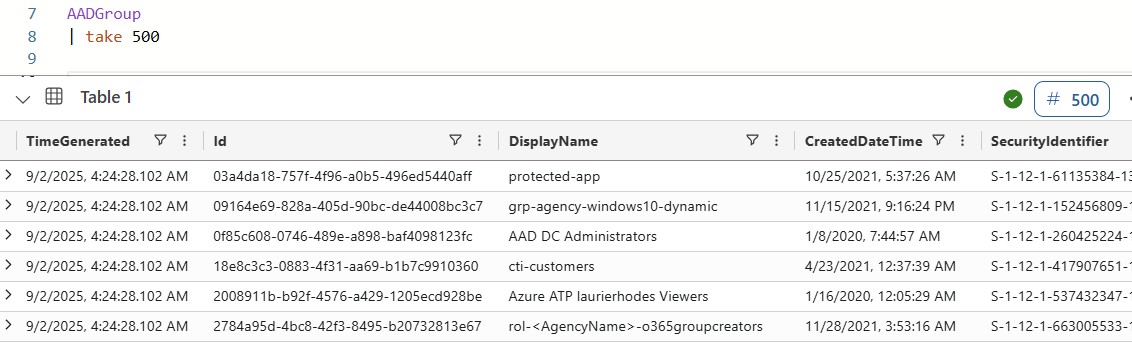 7 AADGroup
8 | take 500
9
Table 1 # 500
TimeGenerated Id DisplayName CreatedDateTime SecurityIdentifier
9/2/2025, 4:24:28.102 AM 03a4da18-757f-4f96-a0b5-496ed5440aff protected-app 10/25/2021, 5:37:26 AM S-1-12-1-61135384-13
9/2/2025, 4:24:28.102 AM 09164e69-828a-405d-90bc-de44008bc3c7 grp-agency-windows10-dynamic 11/15/2021, 9:16:24 PM S-1-12-1-152456809-1
9/2/2025, 4:24:28.102 AM 0f85c608-0746-489e-a898-baf4098123fc AAD DC Administrators 1/8/2020, 7:44:57 AM S-1-12-1-260425224-1
9/2/2025, 4:24:28.102 AM 18e8c3c3-0883-4f31-aa69-b1b7c9910360 cti-customers 4/23/2021, 12:37:39 AM S-1-12-1-417907651-1
9/2/2025, 4:24:28.102 AM 2008911b-b92f-4576-a429-1205ecd928be Azure ATP laurierhodes Viewers 1/16/2020, 12:05:29 AM S-1-12-1-537432347-1
9/2/2025, 4:24:28.102 AM 2784a95d-4bc8-42f3-8495-b20732813e67 rol-<AgencyName>-o365groupcreators 11/28/2021, 3:53:16 AM S-1-12-1-663005533-1